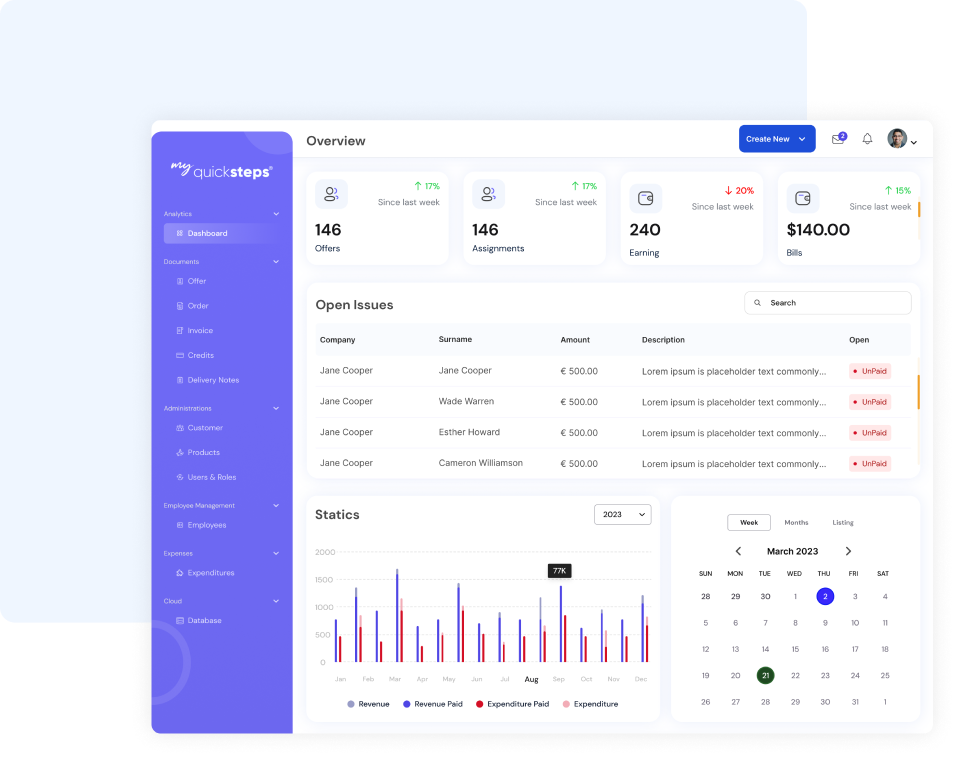 my quicksteps®
Analytics
Dashboard
Documents
Offer
Order
Invoice
Credits
Delivery Notes
Administrations
Customer
Products
Users & Roles
Employee Management
Employees
Expenses
Expenditures
Cloud
Database
Overview
Create New
2
17%
Since last week
146
Offers
17%
Since last week
146
Assignments
20%
Since last week
240
Earning
15%
Since last week
$140.00
Bills
Open Issues
Search
Company Surname Amount Description Open
Jane Cooper Jane Cooper € 500.00 Lorem ipsum is placeholder text commonly... UnPaid
Jane Cooper Wade Warren € 500.00 Lorem ipsum is placeholder text commonly... UnPaid
Jane Cooper Esther Howard € 500.00 Lorem ipsum is placeholder text commonly... UnPaid
Jane Cooper Cameron Williamson € 500.00 Lorem ipsum is placeholder text commonly... UnPaid
Statics
2023
2000
1500
1000
500
0
77K
Jan Feb Mar Apr May Jun Jul Aug Sep Oct Nov Dec
Revenue Revenue Paid Expenditure Paid Expenditure
Week Months Listing
March 2023
SUN MON TUE WED THU FRI SAT
28 29 30 1 2 3 4
5 6 7 8 9 10 11
12 13 14 15 16 17 18
19 20 21 22 23 24 25
26 27 28 29 30 31 1